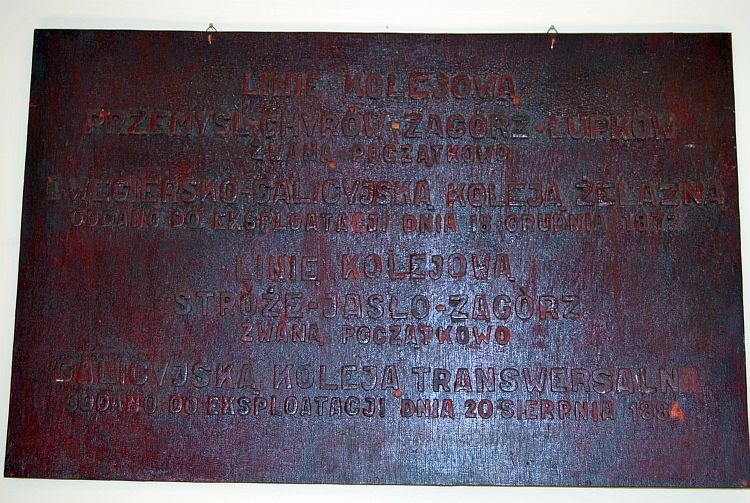 LINIĘ KOLEJOWĄ
PRZEMYŚL-CHYRÓW-ZAGÓRZ-ŁUPKÓW
ZWANĄ POCZĄTKOWO
I WĘGIERSKO-GALICYJSKĄ KOLEJĄ ŻELAZNĄ
ODDANO DO EKSPLOATACJI DNIA 18 GRUDNIA 1872
LINIĘ KOLEJOWĄ
STRÓŻE-JASŁO-ZAGÓRZ
ZWANĄ POCZĄTKOWO
GALICYJSKĄ KOLEJĄ TRANSWERSALNĄ
ODDANO DO EKSPLOATACJI DNIA 20 SIERPNIA 1884